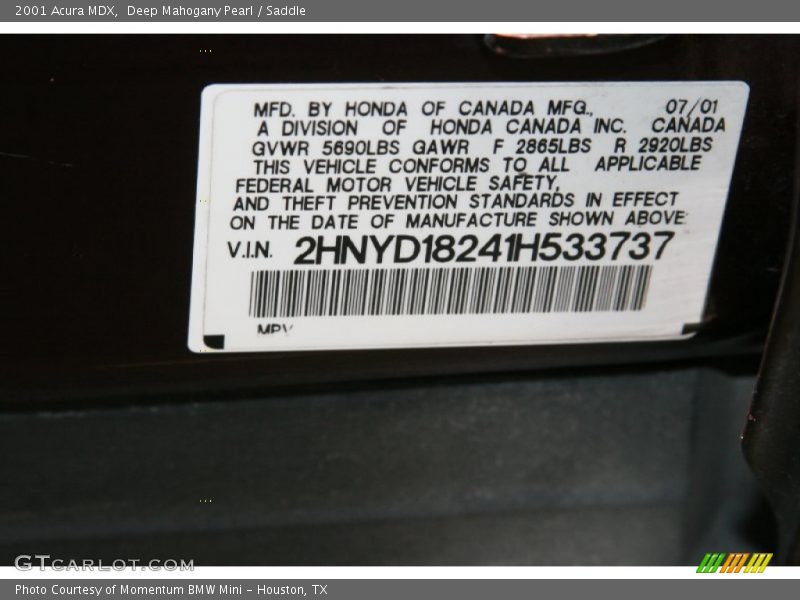 2001 Acura MDX, Deep Mahogany Pearl / Saddle
MFD. BY HONDA OF CANADA MFG., 07/01
A DIVISION OF HONDA CANADA INC. CANADA
GVWR 5690LBS GAWR F 2865LBS R 2920LBS
THIS VEHICLE CONFORMS TO ALL APPLICABLE
FEDERAL MOTOR VEHICLE SAFETY,
AND THEFT PREVENTION STANDARDS IN EFFECT
ON THE DATE OF MANUFACTURE SHOWN ABOVE:
V.I.N. 2HNYD18241H533737
MPV
GTCARLOT.COM
Photo Courtesy of Momentum BMW Mini - Houston, TX